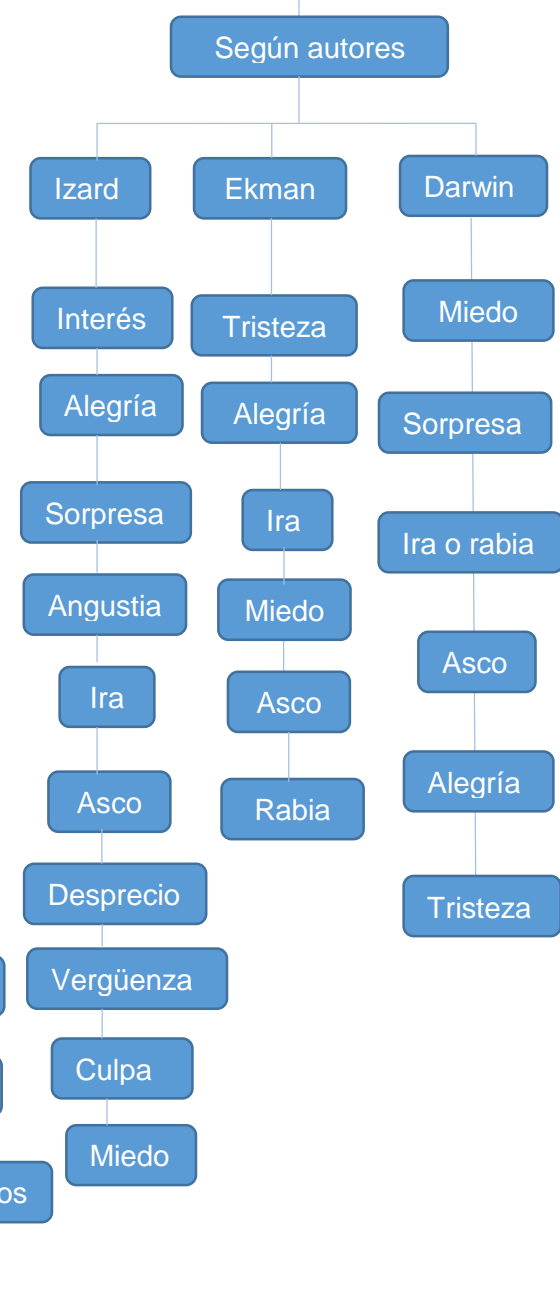 Según autores
Izard
Ekman
Darwin
Interés
Alegría
Sorpresa
Angustia
Ira
Asco
Desprecio
Vergüenza
Culpa
Miedo
Tristeza
Alegría
Ira
Miedo
Asco
Rabia
Miedo
Sorpresa
Ira o rabia
Asco
Alegría
Tristeza
os